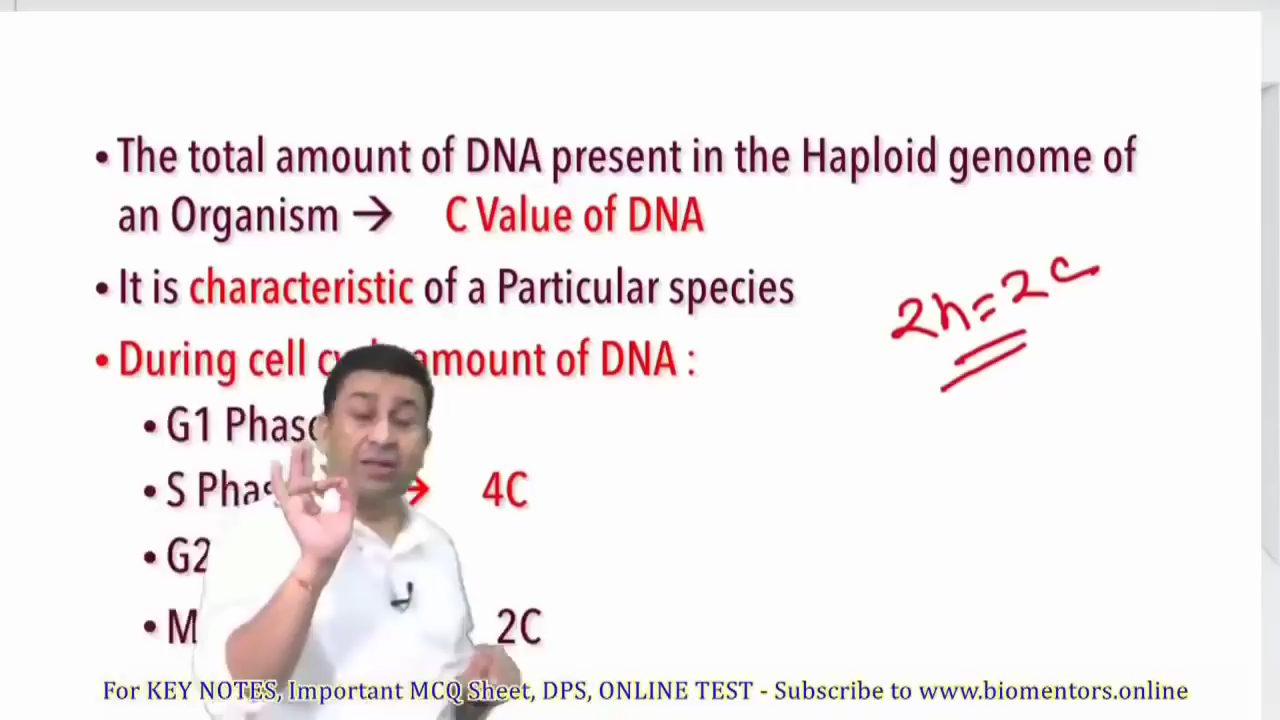 • The total amount of DNA present in the Haploid genome of
an Organism → C Value of DNA
• It is characteristic of a Particular species
2n = 2C
• During cell amount of DNA :
• G1
• S → 4C
• G2
• M 2C
For KEY NOTES, Important MCQ Sheet, DPS, ONLINE TEST - Subscribe to www.biomentors.online